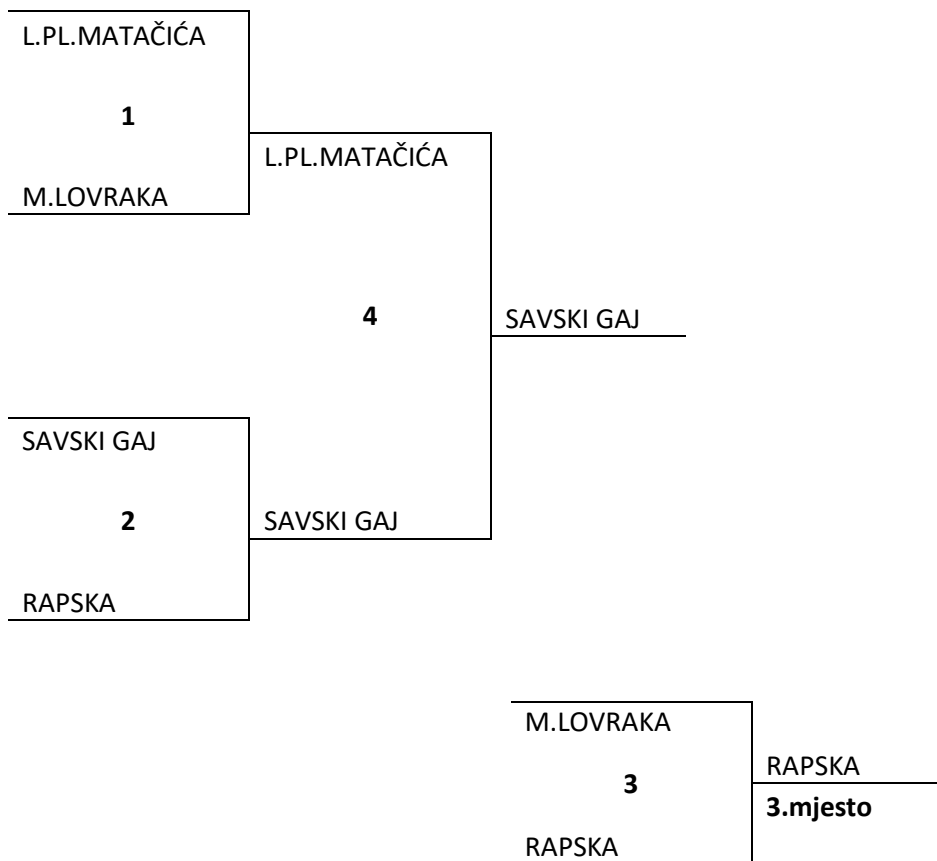 L.PL.MATAČIĆA
1
L.PL.MATAČIĆA
M.LOVRAKA
4
SAVSKI GAJ
SAVSKI GAJ
2
SAVSKI GAJ
RAPSKA
M.LOVRAKA
3
RAPSKA
3.mjesto
RAPSKA